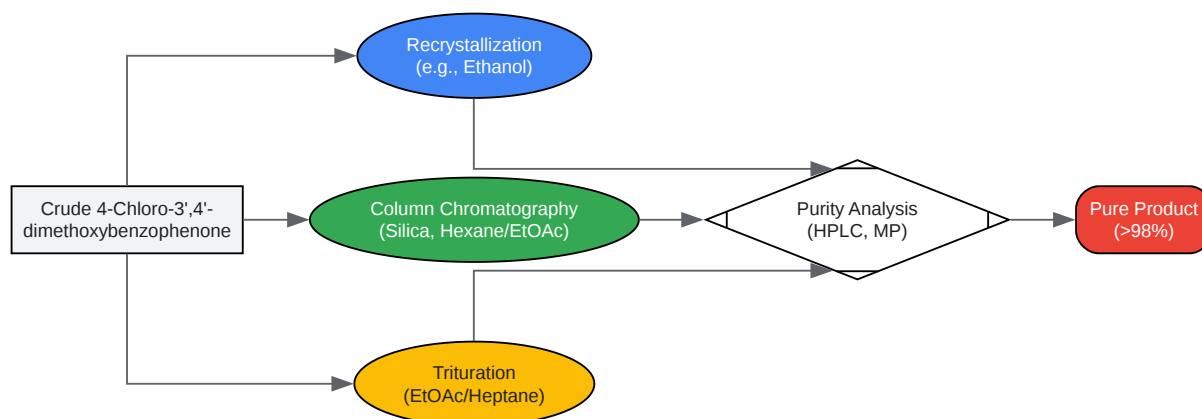 Recrystallization
(e.g., Ethanol)
Crude 4-Chloro-3',4'-
dimethoxybenzophenone
Column Chromatography
(Silica, Hexane/EtOAc)
Purity Analysis
(HPLC, MP)
Pure Product
(>98%)
Trituration
(EtOAc/Heptane)